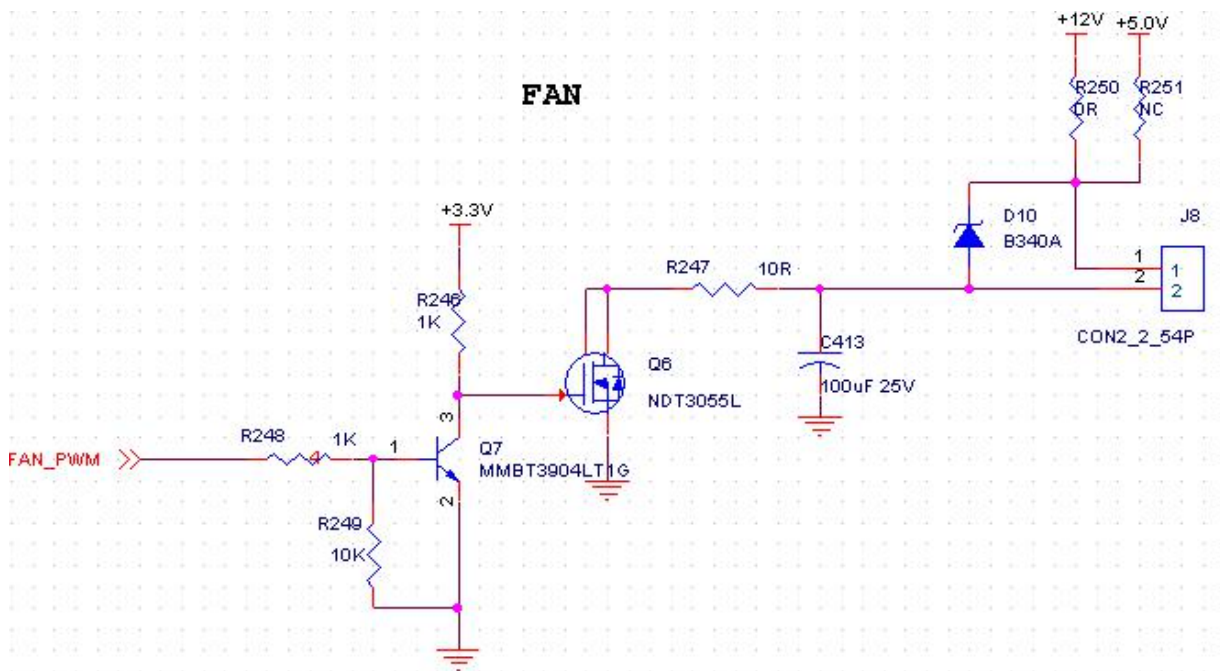 +12V +5.0V
FAN
R250 R251
0R NC
+3.3V
D10
B340A
J8
R247 10R
1
2
1
2
R246
1K
CON2_2_54P
C413
100uF 25V
Q6
NDT3055L
3
R248 1K
4
1
Q7
MMBT3904LT1G
FAN_PWM
2
R249
10K